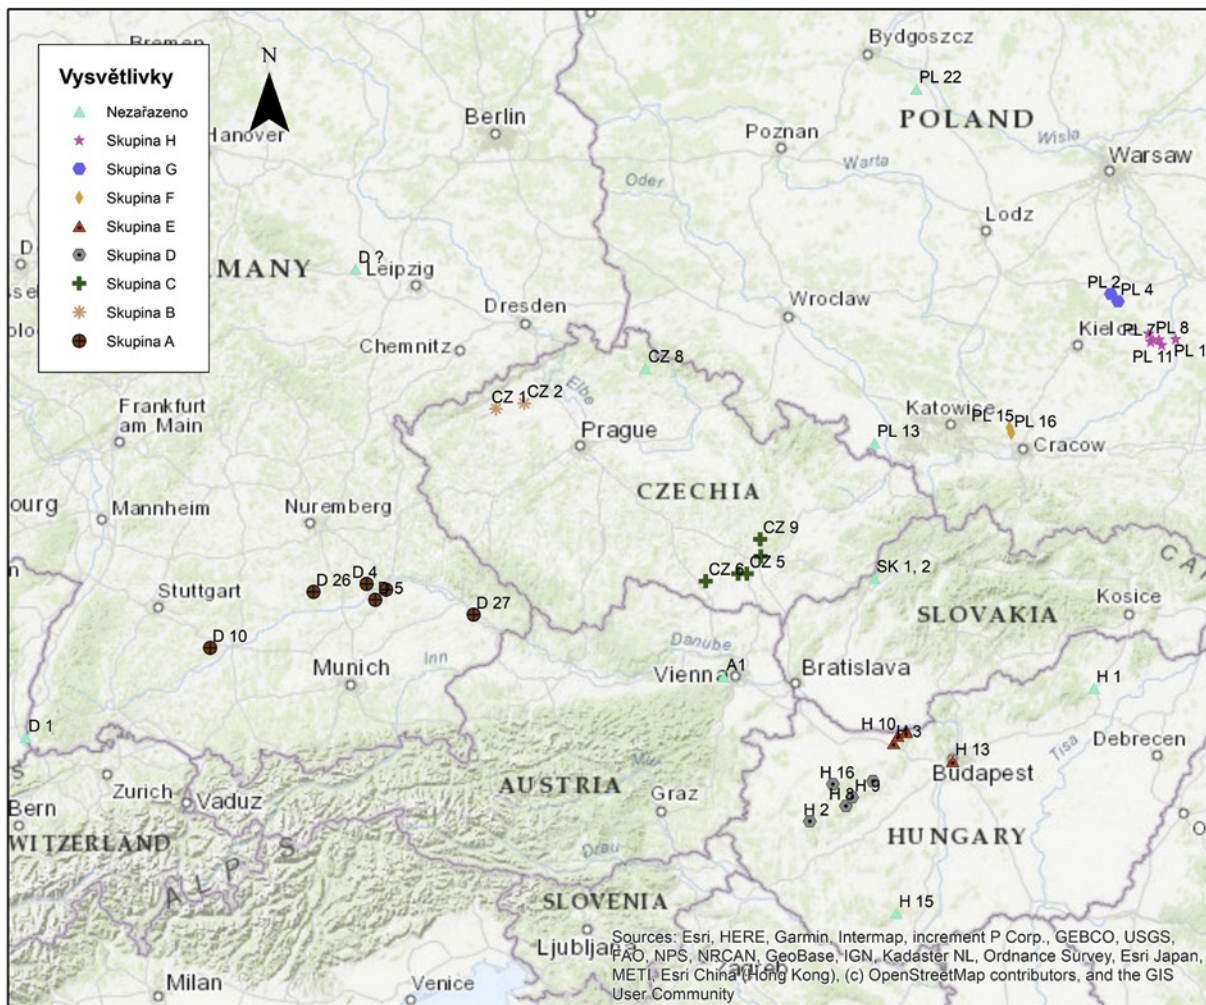 Bremen
Hanover
Berlin
Bydgoszcz
PL 22
POLAND
Poznan
Wisla
Warsaw
Warta
Oder
Lodz
N
Vysvětlivky
Nezařazeno
Skupina H
Skupina G
Skupina F
Skupina E
Skupina D
Skupina C
Skupina B
Skupina A
D ?
Leipzig
MANY
Dresden
Chemnitz
Wroclaw
PL 2
PL 4
Kielce
PL 7
PL 8
PL 11
PL 1
CZ 8
CZ 1
CZ 2
Elbe
Frankfurt
am Main
Prague
Katowice
PL 15
PL 16
Cracow
PL 13
ourg
Mannheim
Nuremberg
CZECHIA
CZ 9
CZ 5
CZ 6
SK 1, 2
SLOVAKIA
Kosice
Stuttgart
D 26
D 4
D 5
D 27
D 10
Munich
Inn
Danube
Vienna
A1
Bratislava
H 1
D 1
H 10
H 3
H 13
Tisa
Debrecen
Budapest
Zurich
Vaduz
Bern
WITZERLAND
ALPS
AUSTRIA
Mur
Graz
H 16
H 9
H 8
H 2
HUNGARY
Drau
SLOVENIA
H 15
Ljubljana
Zagreb
Milan
Venice
Sources: Esri, HERE, Garmin, Intermap, increment P Corp., GEBCO, USGS,
FAO, NPS, NRCAN, GeoBase, IGN, Kadaster NL, Ordnance Survey, Esri Japan,
METI, Esri China (Hong Kong), (c) OpenStreetMap contributors, and the GIS
User Community